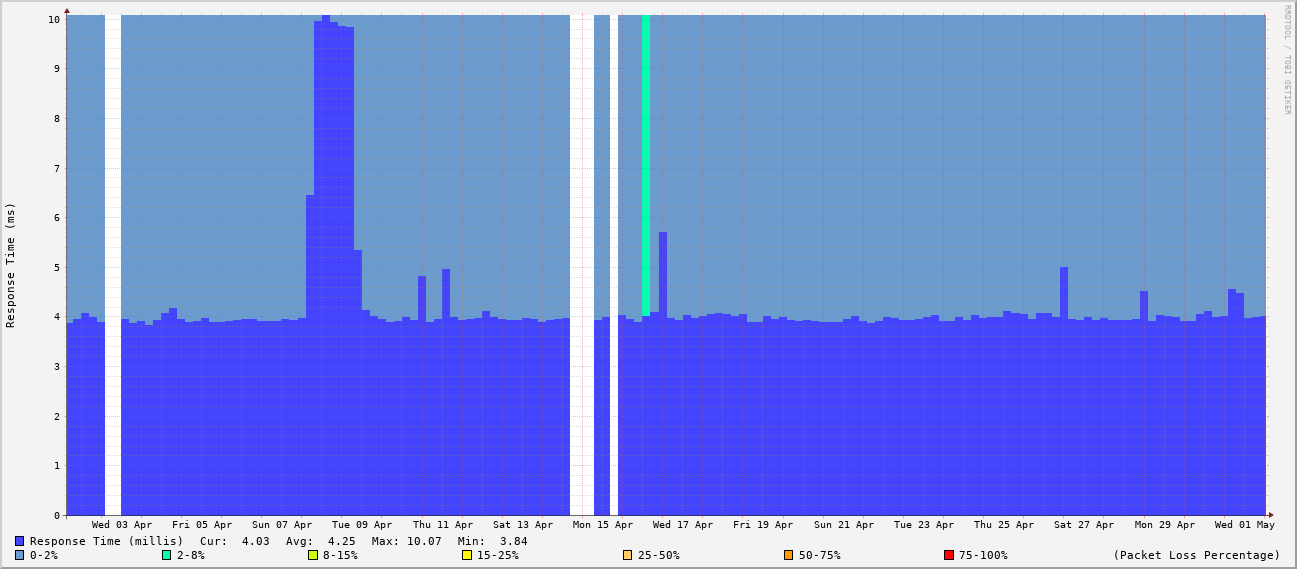 RRDTOOL / TOBI OETIKER
Response Time (ms)
10
9
8
7
6
5
4
3
2
1
0
Wed 03 Apr Fri 05 Apr Sun 07 Apr Tue 09 Apr Thu 11 Apr Sat 13 Apr Mon 15 Apr Wed 17 Apr Fri 19 Apr Sun 21 Apr Tue 23 Apr Thu 25 Apr Sat 27 Apr Mon 29 Apr Wed 01 May
Response Time (millis) Cur: 4.03 Avg: 4.25 Max: 10.07 Min: 3.84
0-2% 2-8% 8-15% 15-25% 25-50% 50-75% 75-100% (Packet Loss Percentage)